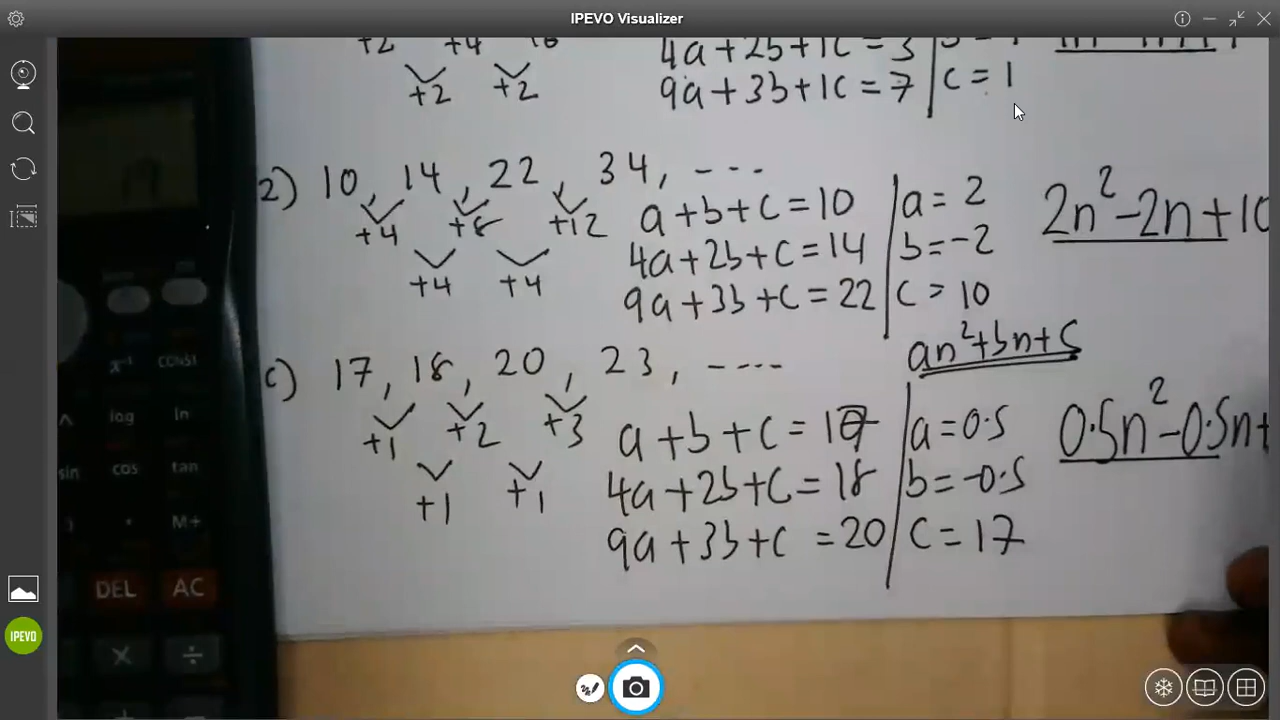 IPEVO Visualizer
+2 +4
4a+2b+1c=3
+2 +2
9a+3b+1c=7 c=1
2) 10, 14, 22, 34, ----
+4 +8 +12
a+b+c=10 a=2
2n²-2n+10
4a+2b+c=14 b=-2
+4 +4
9a+3b+c=22 c=10
an²+bn+c
c) 17, 18, 20, 23, ----
+1 +2 +3
a+b+c=17 a=0.5
0.5n²-0.5n+
4a+2b+c=18 b=-0.5
+1 +1
9a+3b+c=20 c=17
x⁻¹ CONST
log ln
sin cos tan
M+
DEL AC
× ÷
IPEVO